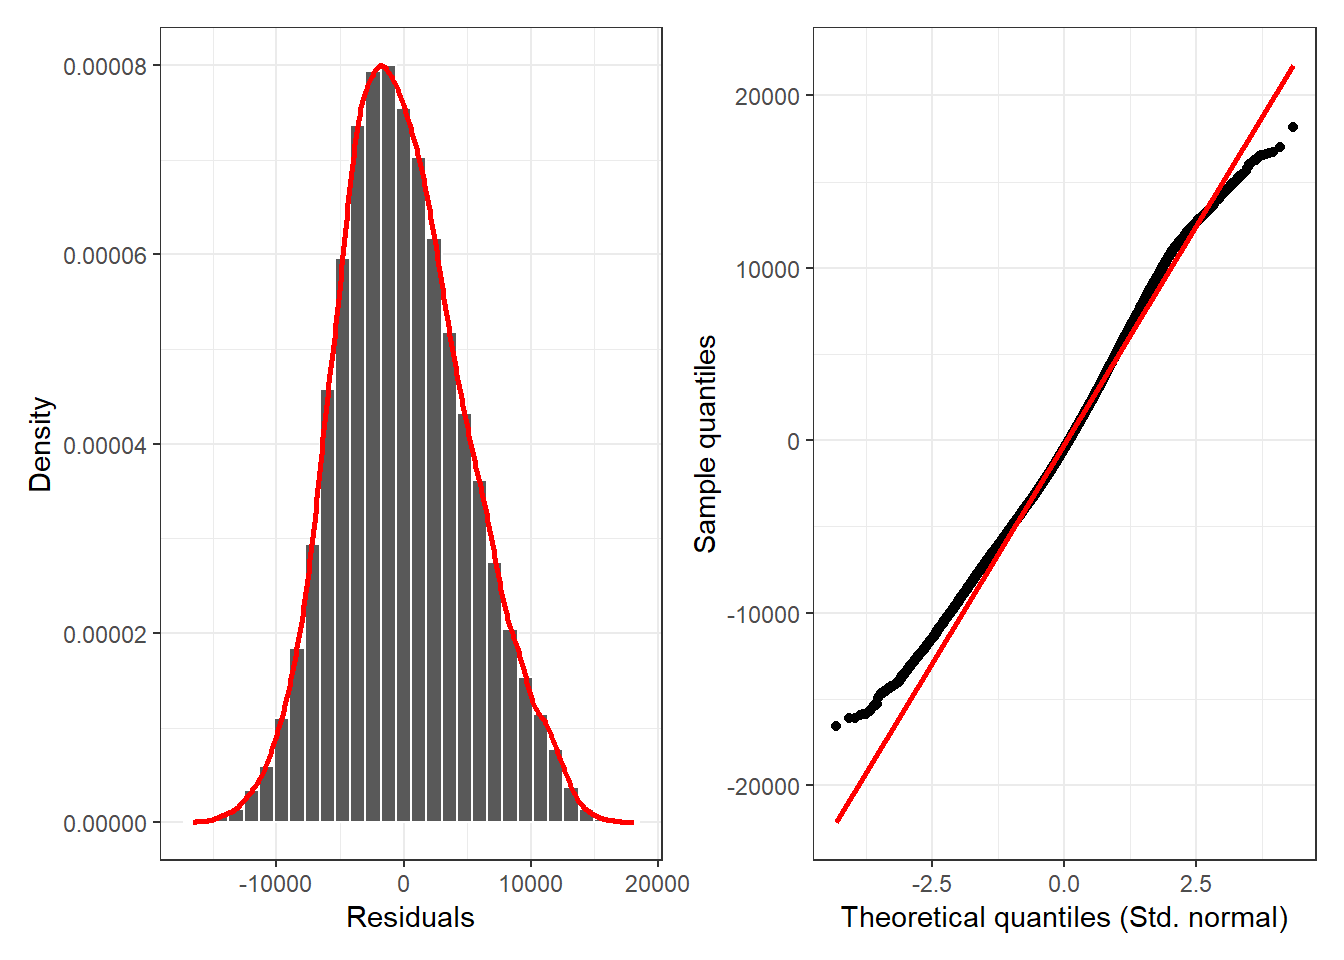 0.00008
0.00006
0.00004
0.00002
0.00000
Density
-10000 0 10000 20000
Residuals
20000
10000
0
-10000
-20000
Sample quantiles
-2.5 0.0 2.5
Theoretical quantiles (Std. normal)